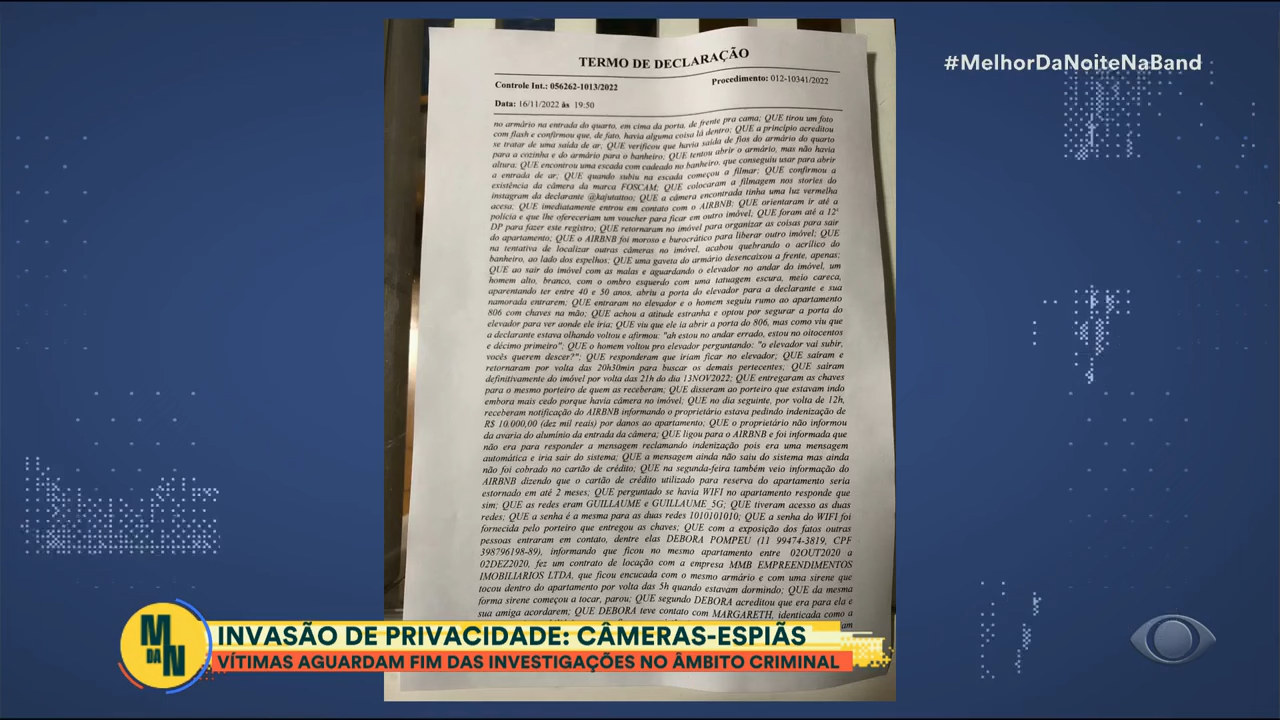 TERMO DE DECLARAÇÃO
Controle Int.: 056262-1013/2022
Procedimento: 012-10341/2022
Data: 16/11/2022 às 19:50
no armário na entrada do quarto, em cima da porta, de frente pra cama; QUE tirou um foto
com flash e confirmou que, de fato, havia alguma coisa lá dentro; QUE a princípio acreditou
se tratar de uma saída de ar; QUE verificou que havia saída de fios do armário do quarto
para a cozinha e do armário para o banheiro; QUE tentou abrir o armário, mas não havia
altura; QUE encontrou uma escada com cadeado no banheiro, que conseguiu usar para abrir
a entrada de ar; QUE quando subiu na escada começou a filmar; QUE confirmou a
existência da câmera da marca FOSCAM; QUE colocaram a filmagem nos stories do
instagram da declarante @kajutattoo; QUE a câmera encontrada tinha uma luz vermelha
acesa; QUE imediatamente entrou em contato com o AIRBNB; QUE orientaram ir até a
polícia e que lhe ofereceriam um voucher para ficar em outro imóvel; QUE foram até a 12ª
DP para fazer este registro; QUE retornaram no imóvel para organizar as coisas para sair
do apartamento; QUE o AIRBNB foi moroso e burocrático para liberar outro imóvel; QUE
na tentativa de localizar outras câmeras no imóvel, acabou quebrando o acrílico do
banheiro, ao lado dos espelhos; QUE uma gaveta do armário desencaixou a frente, apenas;
QUE ao sair do imóvel com as malas e aguardando o elevador no andar do imóvel, um
homem alto, branco, com o ombro esquerdo com uma tatuagem escura, meio careca,
aparentando ter entre 40 e 50 anos, abriu a porta do elevador para a declarante e sua
namorada entrarem; QUE entraram no elevador e o homem seguiu rumo ao apartamento
806 com chaves na mão; QUE achou a atitude estranha e optou por segurar a porta do
elevador para ver aonde ele iria; QUE viu que ele ia abrir a porta do 806, mas como viu que
a declarante estava olhando voltou e afirmou: "ah estou no andar errado, estou no oitocentos
e décimo primeiro"; QUE o homem voltou pro elevador perguntando: "o elevador vai subir,
vocês querem descer?"; QUE responderam que iriam ficar no elevador; QUE saíram e
retornaram por volta das 20h30min para buscar os demais pertecentes; QUE saíram
definitivamente do imóvel por volta das 21h do dia 13NOV2022; QUE entregaram as chaves
para o mesmo porteiro de quem as receberam; QUE disseram ao porteiro que estavam indo
embora mais cedo porque havia câmera no imóvel; QUE no dia seguinte, por volta de 12h,
receberam notificação do AIRBNB informando o proprietário estava pedindo indenização de
R$ 10.000,00 (dez mil reais) por danos ao apartamento; QUE o proprietário não informou
da avaria do alumínio da entrada da câmera; QUE ligou para o AIRBNB e foi informada que
não era para responder a mensagem reclamando indenização pois era uma mensagem
automática e iria sair do sistema; QUE a mensagem ainda não saiu do sistema mas ainda
não foi cobrado no cartão de crédito; QUE na segunda-feira também veio informação do
AIRBNB dizendo que o cartão de crédito utilizado para reserva do apartamento seria
estornado em até 2 meses; QUE perguntado se havia WIFI no apartamento responde que
sim; QUE as redes eram GUILLAUME e GUILLAUME_5G; QUE tiveram acesso as duas
redes; QUE a senha é a mesma para as duas redes 1010101010; QUE a senha do WIFI foi
fornecida pelo porteiro que entregou as chaves; QUE com a exposição dos fatos outras
pessoas entraram em contato, dentre elas DEBORA POMPEU (11 99474-3819, CPF
398796198-89), informando que ficou no mesmo apartamento entre 02OUT2020 a
02DEZ2020, fez um contrato de locação com a empresa MMB EMPREENDIMENTOS
IMOBILIARIOS LTDA, que ficou encucada com o mesmo armário e com uma sirene que
tocou dentro do apartamento por volta das 5h quando estavam dormindo; QUE da mesma
forma sirene começou a tocar, parou; QUE segundo DEBORA acreditou que era para ela e
sua amiga acordarem; QUE DEBORA teve contato com MARGARETH, identicada como a
#MelhorDaNoiteNaBand
M
DA
N
INVASÃO DE PRIVACIDADE: CÂMERAS-ESPIÃS
VÍTIMAS AGUARDAM FIM DAS INVESTIGAÇÕES NO ÂMBITO CRIMINAL